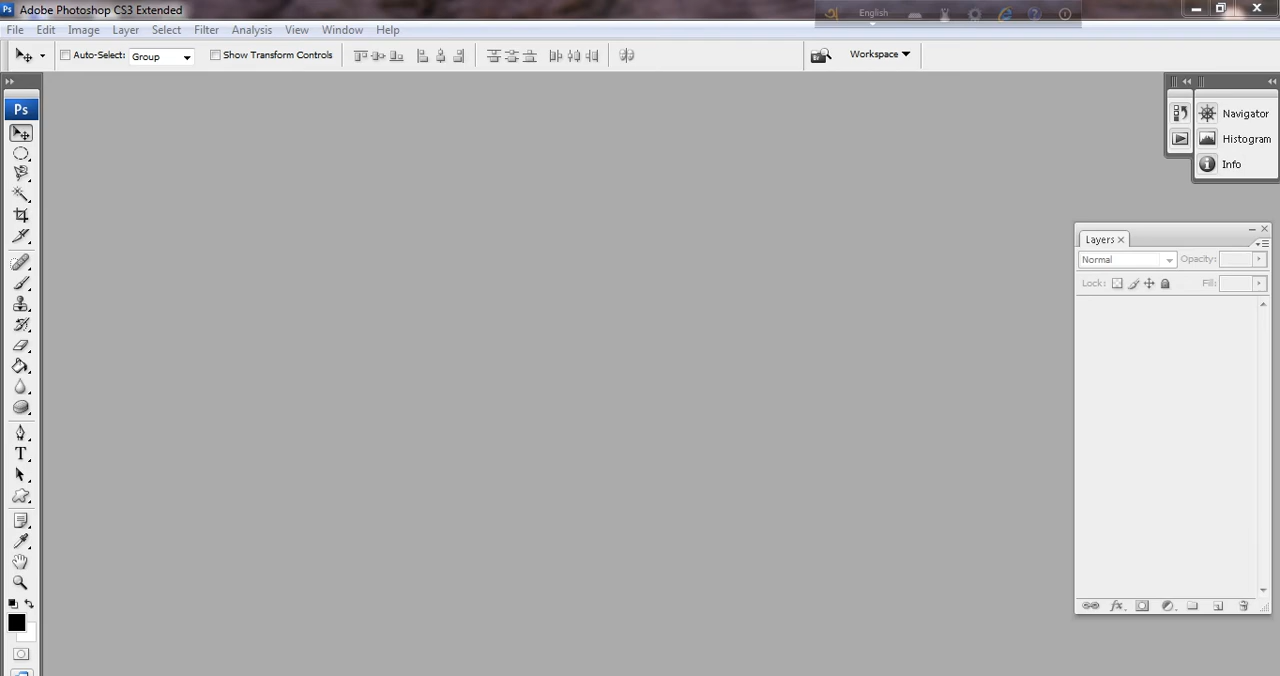 Ps Adobe Photoshop CS3 Extended
English
File Edit Image Layer Select Filter Analysis View Window Help
Auto-Select: Group Show Transform Controls Workspace ▼
Ps
Navigator
Histogram
Info
Layers
Normal Opacity:
Lock: Fill: